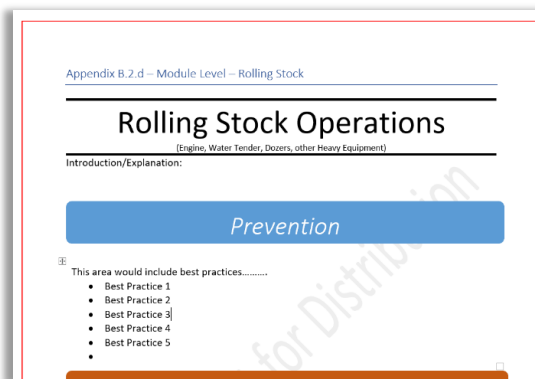 Appendix B.2.d – Module Level – Rolling Stock
Rolling Stock Operations
(Engine, Water Tender, Dozers, other Heavy Equipment)
Introduction/Explanation:
Prevention
This area would include best practices..........
• Best Practice 1
• Best Practice 2
• Best Practice 3
• Best Practice 4
• Best Practice 5
•
for Distribution